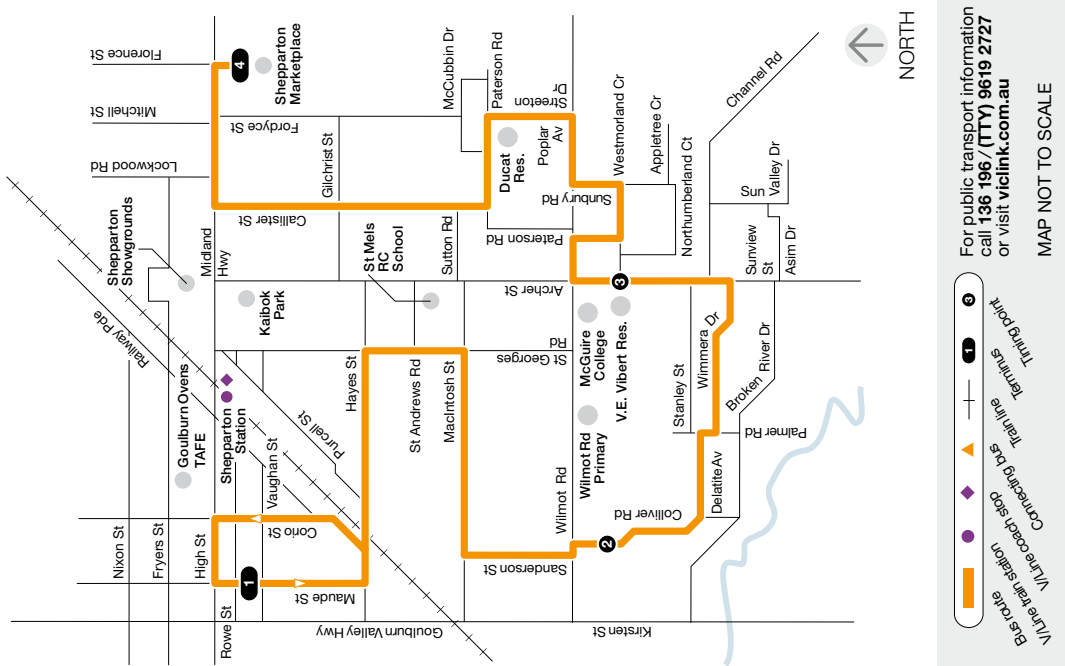 Florence St
Mitchell St
Lockwood Rd
4
Shepparton
Marketplace
Fordyce St
McCubbin Dr
Paterson Rd
Streeton
Dr
Gilchrist St
Callister St
Ducat
Res.
Poplar
Av
Westmorland Cr
Appletree Cr
Sunbury Rd
Northumberland Ct
Channel Rd
Sun
Valley Dr
Shepparton
Showgrounds
Midland
Hwy
St Mels
RC
School
Sutton Rd
Paterson Rd
Sunview
St
Asim Dr
Railway Pde
Kaibok
Park
Archer St
3
St Georges
Rd
McGuire
College
V.E. Vibert Res.
Wimmera Dr
Broken
River Dr
Goulburn Ovens
TAFE
Shepparton
Station
Purcell St
Hayes St
St Andrews Rd
MacIntosh St
Wilmot Rd
Primary
Stanley St
Palmer Rd
Nixon St
Fryers St
High St
Vaughan St
Corio St
Wilmot Rd
Colliver Rd
Delatite Av
1
Maude St
Sanderson St
2
Rowe St
Goulburn Valley Hwy
Kirsten St
NORTH
For public transport information
call 136 196 / (TTY) 9619 2727
or visit viclink.com.au
MAP NOT TO SCALE
Bus route
V/Line train station
V/Line coach stop
Connecting bus
Train line
1
Terminus
3
Timing point